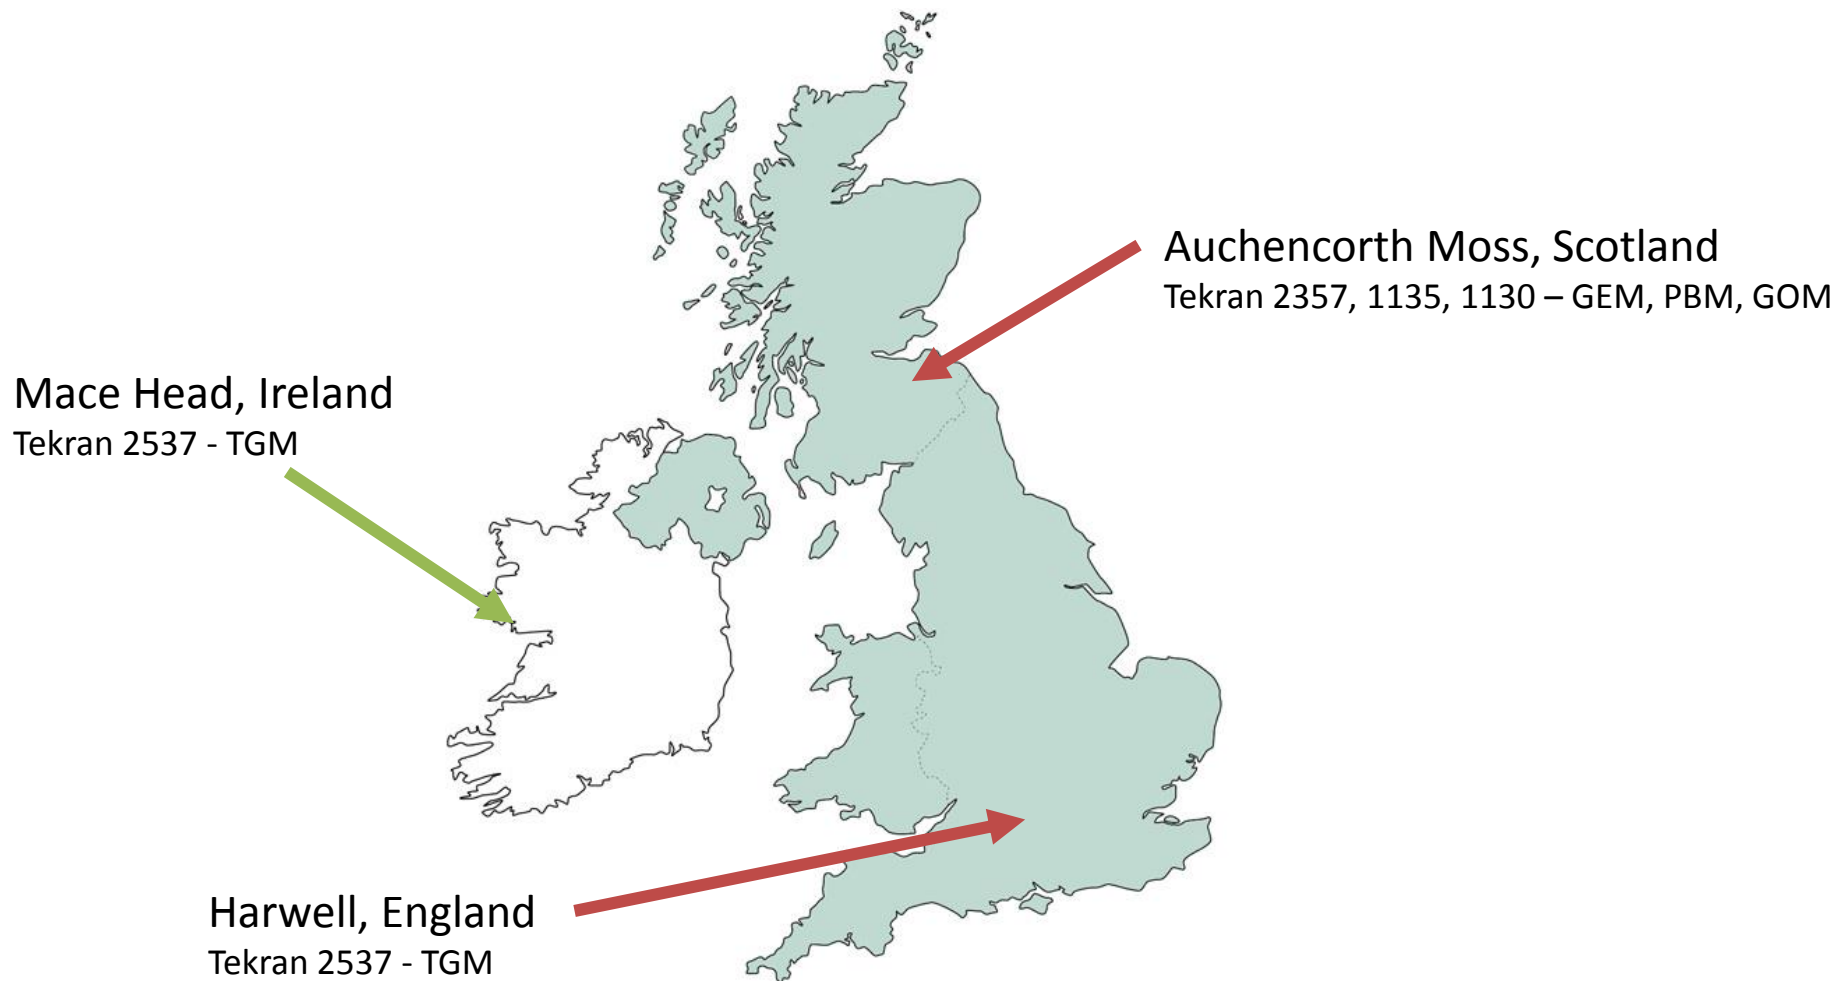 Auchencorth Moss, Scotland
Tekran 2357, 1135, 1130 – GEM, PBM, GOM
Mace Head, Ireland
Tekran 2537 - TGM
Harwell, England
Tekran 2537 - TGM